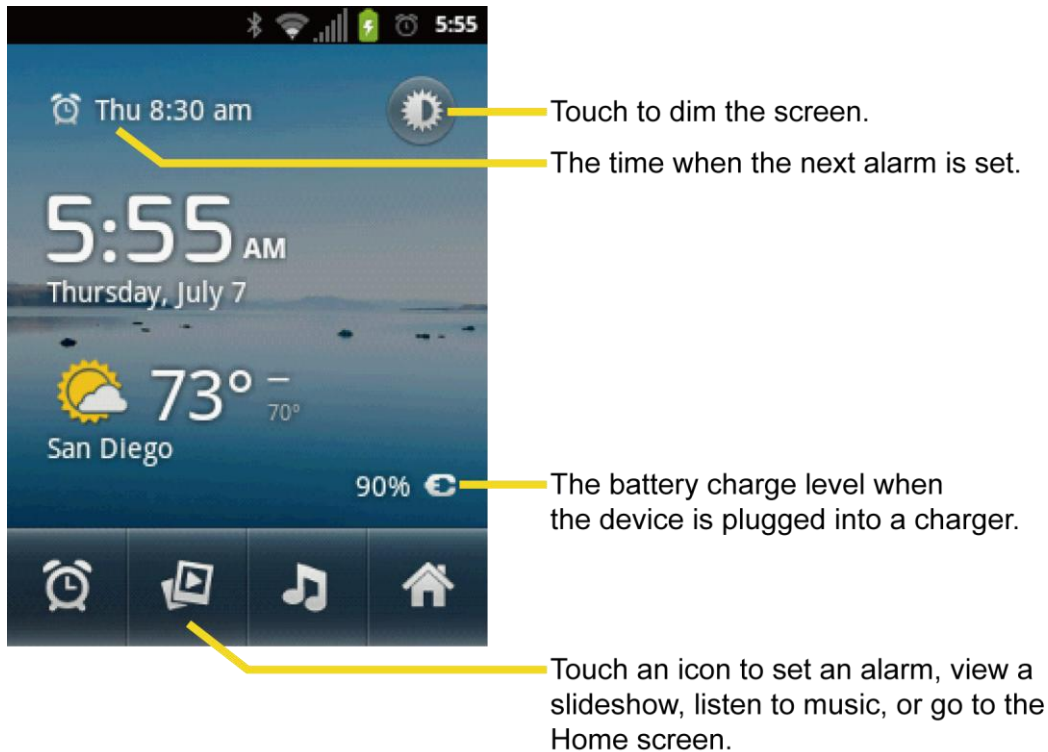 5:55
Thu 8:30 am
Touch to dim the screen.
The time when the next alarm is set.
5:55 AM
Thursday, July 7
73° –
70°
San Diego
90%
The battery charge level when
the device is plugged into a charger.
Touch an icon to set an alarm, view a
slideshow, listen to music, or go to the
Home screen.